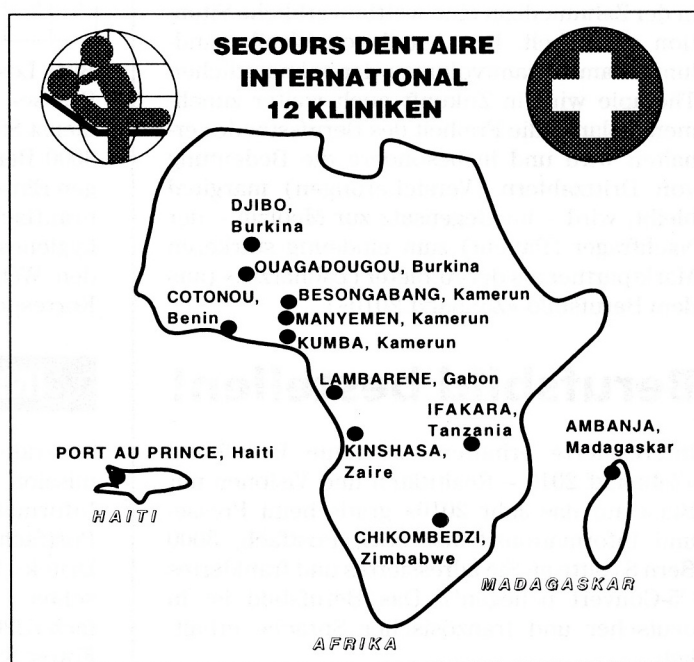 SECOURS DENTAIRE
INTERNATIONAL
12 KLINIKEN
DJIBO,
Burkina
OUAGADOUGOU, Burkina
COTONOU,
Benin
BESONGABANG, Kamerun
MANYEMEN, Kamerun
KUMBA, Kamerun
LAMBARENE, Gabon
IFAKARA,
Tanzania
AMBANJA,
Madagaskar
KINSHASA,
Zaire
PORT AU PRINCE, Haiti
HAITI
CHIKOMBEDZI,
Zimbabwe
MADAGASKAR
AFRIKA